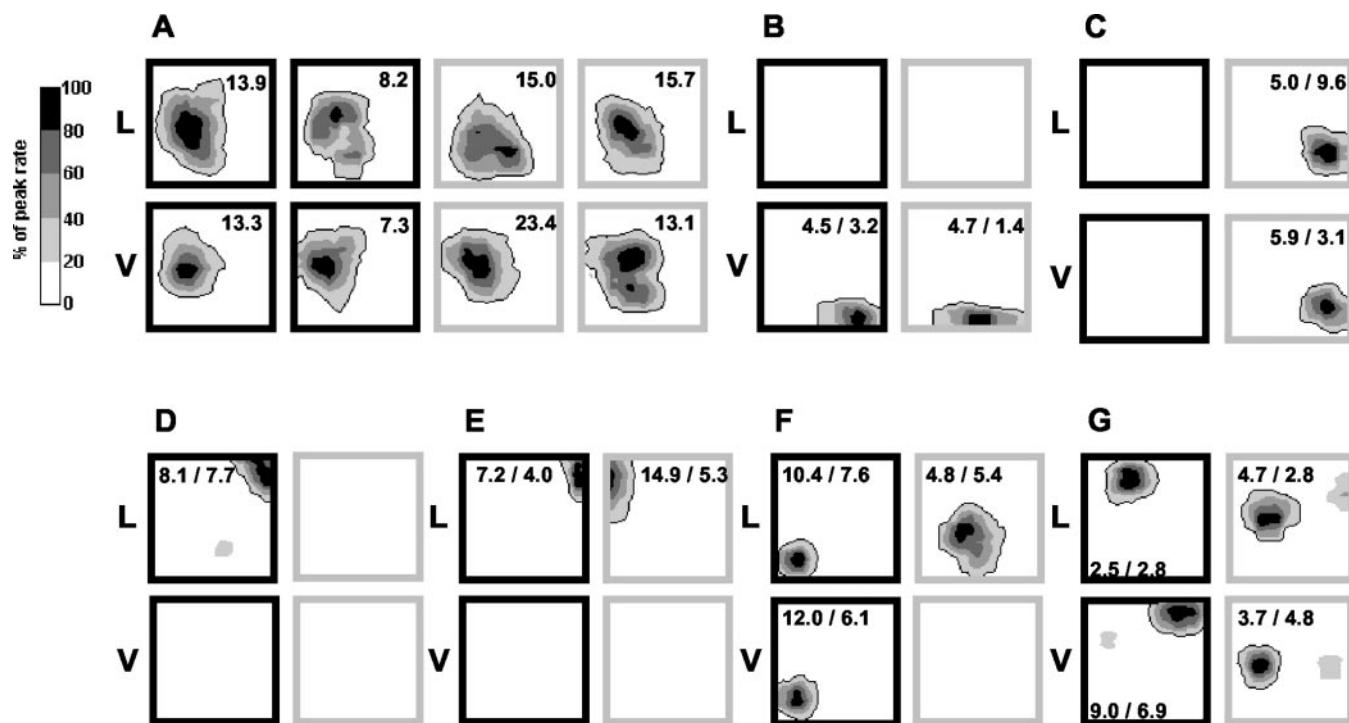 A B C
100
80
60
40
20
0
% of peak rate
L 13.9 8.2 15.0 15.7 L L 5.0 / 9.6
V 13.3 7.3 23.4 13.1 V 4.5 / 3.2 4.7 / 1.4 V 5.9 / 3.1
D E F G
L 8.1 / 7.7 L 7.2 / 4.0 14.9 / 5.3 L 10.4 / 7.6 4.8 / 5.4 L 4.7 / 2.8
2.5 / 2.8
V V V 12.0 / 6.1 V 3.7 / 4.8
9.0 / 6.9